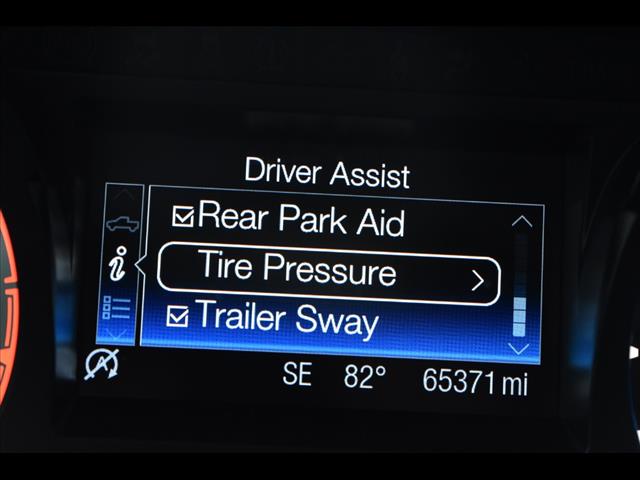 Driver Assist
Rear Park Aid
Tire Pressure
Trailer Sway
SE 82° 65371 mi